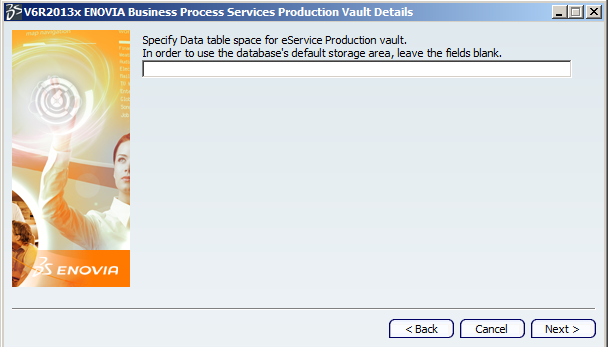 V6R2013x ENOVIA Business Process Services Production Vault Details
Specify Data table space for eService Production vault.
In order to use the database's default storage area, leave the fields blank.
ENOVIA
< Back
Cancel
Next >